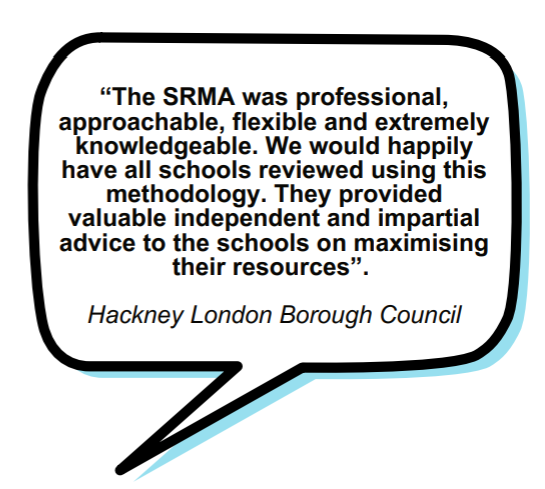 “The SRMA was professional,
approachable, flexible and extremely
knowledgeable. We would happily
have all schools reviewed using this
methodology. They provided
valuable independent and impartial
advice to the schools on maximising
their resources”.
Hackney London Borough Council